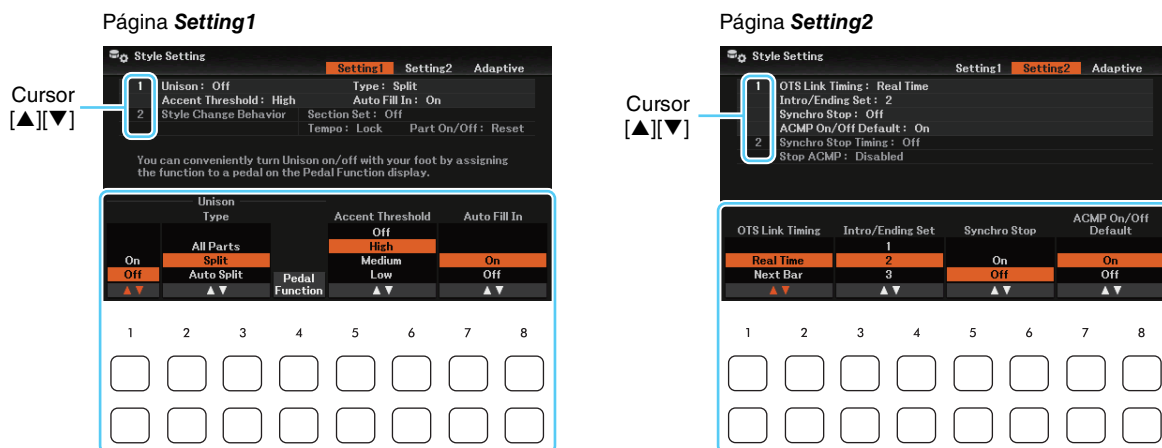 Página Setting1
Style Setting
Setting1 Setting2 Adaptive
Cursor
[▲][▼]
1 Unison : Off Type : Split
Accent Threshold : High Auto Fill In : On
2 Style Change Behavior Section Set : Off
Tempo : Lock Part On/Off : Reset
You can conveniently turn Unison on/off with your foot by assigning
the function to a pedal on the Pedal Function display.
Unison
Type Accent Threshold Auto Fill In
Off
All Parts High
On Split Medium On
Off Auto Split Pedal Low Off
▲▼ ▲▼ Function ▲▼ ▲▼
1 2 3 4 5 6 7 8
Página Setting2
Style Setting
Setting1 Setting2 Adaptive
Cursor
[▲][▼]
1 OTS Link Timing : Real Time
Intro/Ending Set : 2
Synchro Stop : Off
ACMP On/Off Default : On
2 Synchro Stop Timing : Off
Stop ACMP : Disabled
OTS Link Timing Intro/Ending Set Synchro Stop ACMP On/Off
Default
1
Real Time 2 On On
Next Bar 3 Off Off
▲▼ ▲▼ ▲▼ ▲▼
1 2 3 4 5 6 7 8